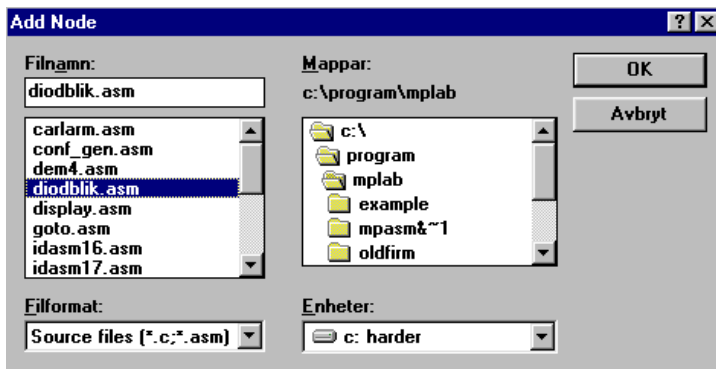 Add Node
Filnamn:
diodblik.asm
carlarm.asm
conf_gen.asm
dem4.asm
diodblik.asm
display.asm
goto.asm
idasm16.asm
idasm17.asm
Filformat:
Source files (*.c;*.asm)
Mappar:
c:\program\mplab
c:\
program
mplab
example
mpasm&~1
oldfirm
Enheter:
c: harder
OK
Avbryt